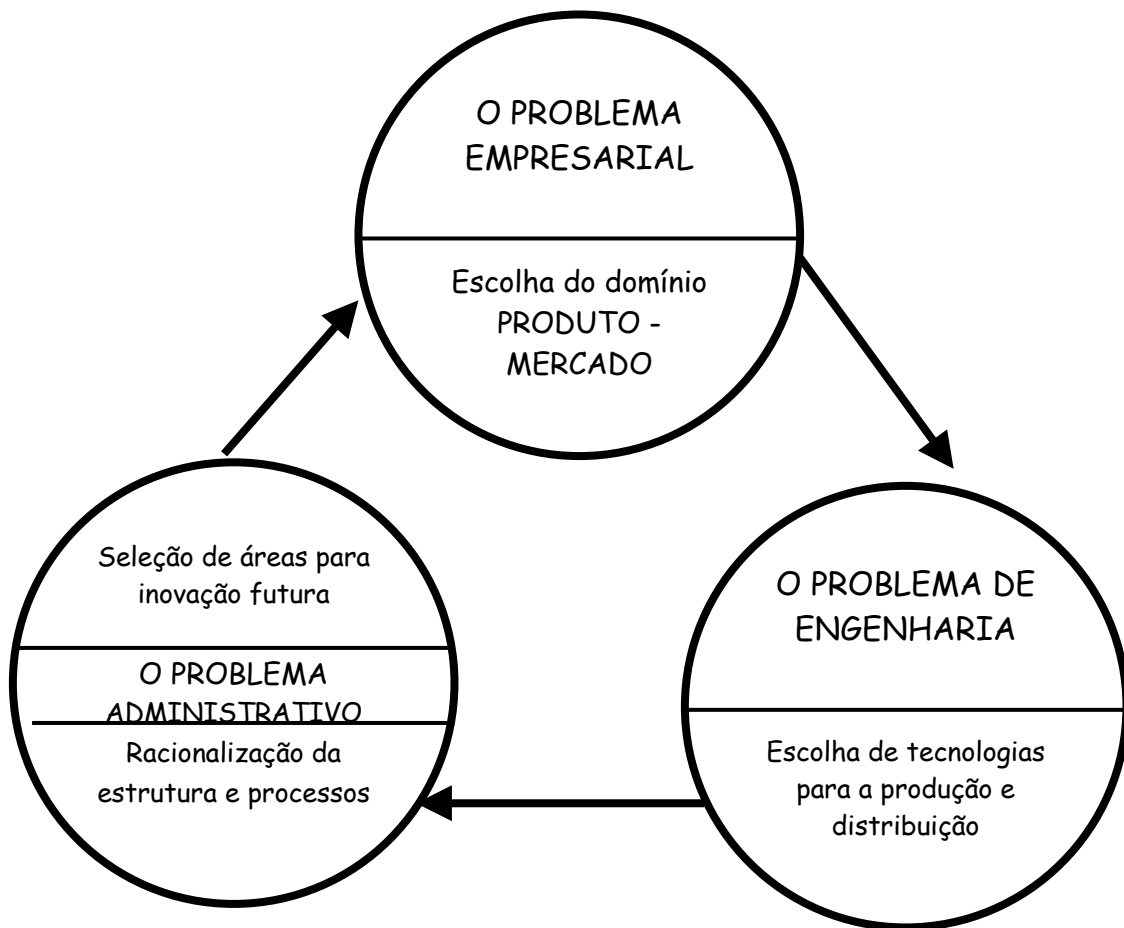 O PROBLEMA
EMPRESARIAL
Escolha do domínio
PRODUTO -
MERCADO
Seleção de áreas para
inovação futura
O PROBLEMA
ADMINISTRATIVO
Racionalização da
estrutura e processos
O PROBLEMA DE
ENGENHARIA
Escolha de tecnologias
para a produção e
distribuição